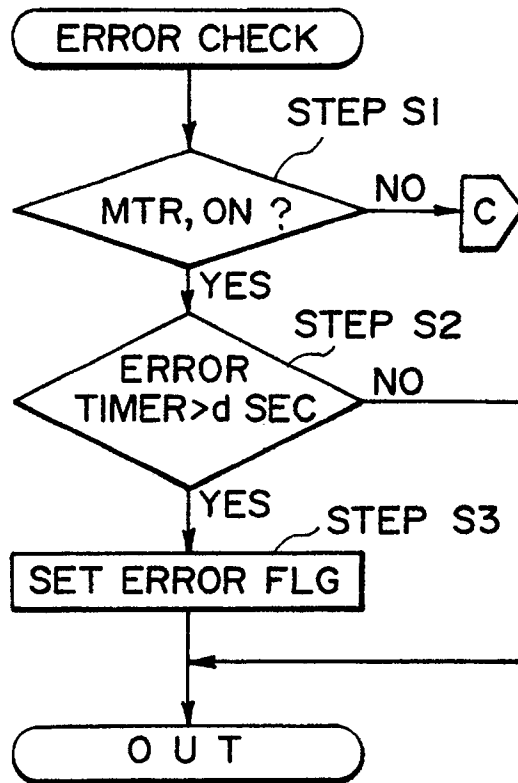 ERROR CHECK
STEP S1
MTR, ON ?
NO
C
YES
STEP S2
ERROR
TIMER>d SEC
NO
YES
STEP S3
SET ERROR FLG
OUT